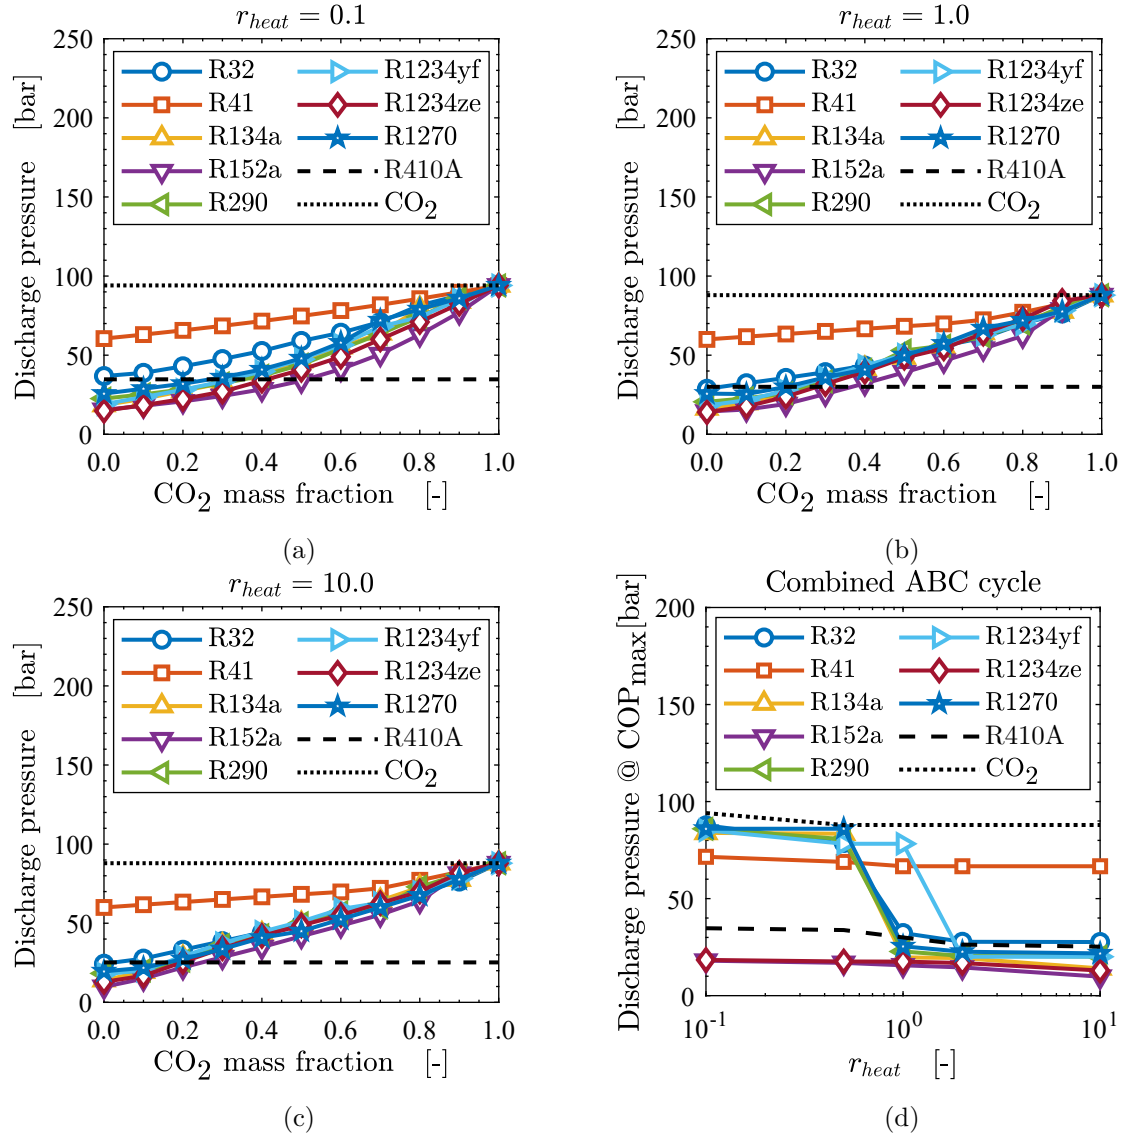 r_heat = 0.1
250
200
150
100
50
0
Discharge pressure [bar]
R32
R41
R134a
R152a
R290
R1234yf
R1234ze
R1270
R410A
CO2
0.0 0.2 0.4 0.6 0.8 1.0
CO2 mass fraction [-]
(a)
r_heat = 1.0
250
200
150
100
50
0
Discharge pressure [bar]
R32
R41
R134a
R152a
R290
R1234yf
R1234ze
R1270
R410A
CO2
0.0 0.2 0.4 0.6 0.8 1.0
CO2 mass fraction [-]
(b)
r_heat = 10.0
250
200
150
100
50
0
Discharge pressure [bar]
R32
R41
R134a
R152a
R290
R1234yf
R1234ze
R1270
R410A
CO2
0.0 0.2 0.4 0.6 0.8 1.0
CO2 mass fraction [-]
(c)
Combined ABC cycle
200
150
100
50
0
Discharge pressure @ COPmax[bar]
R32
R41
R134a
R152a
R290
R1234yf
R1234ze
R1270
R410A
CO2
10^-1 10^0 10^1
r_heat [-]
(d)